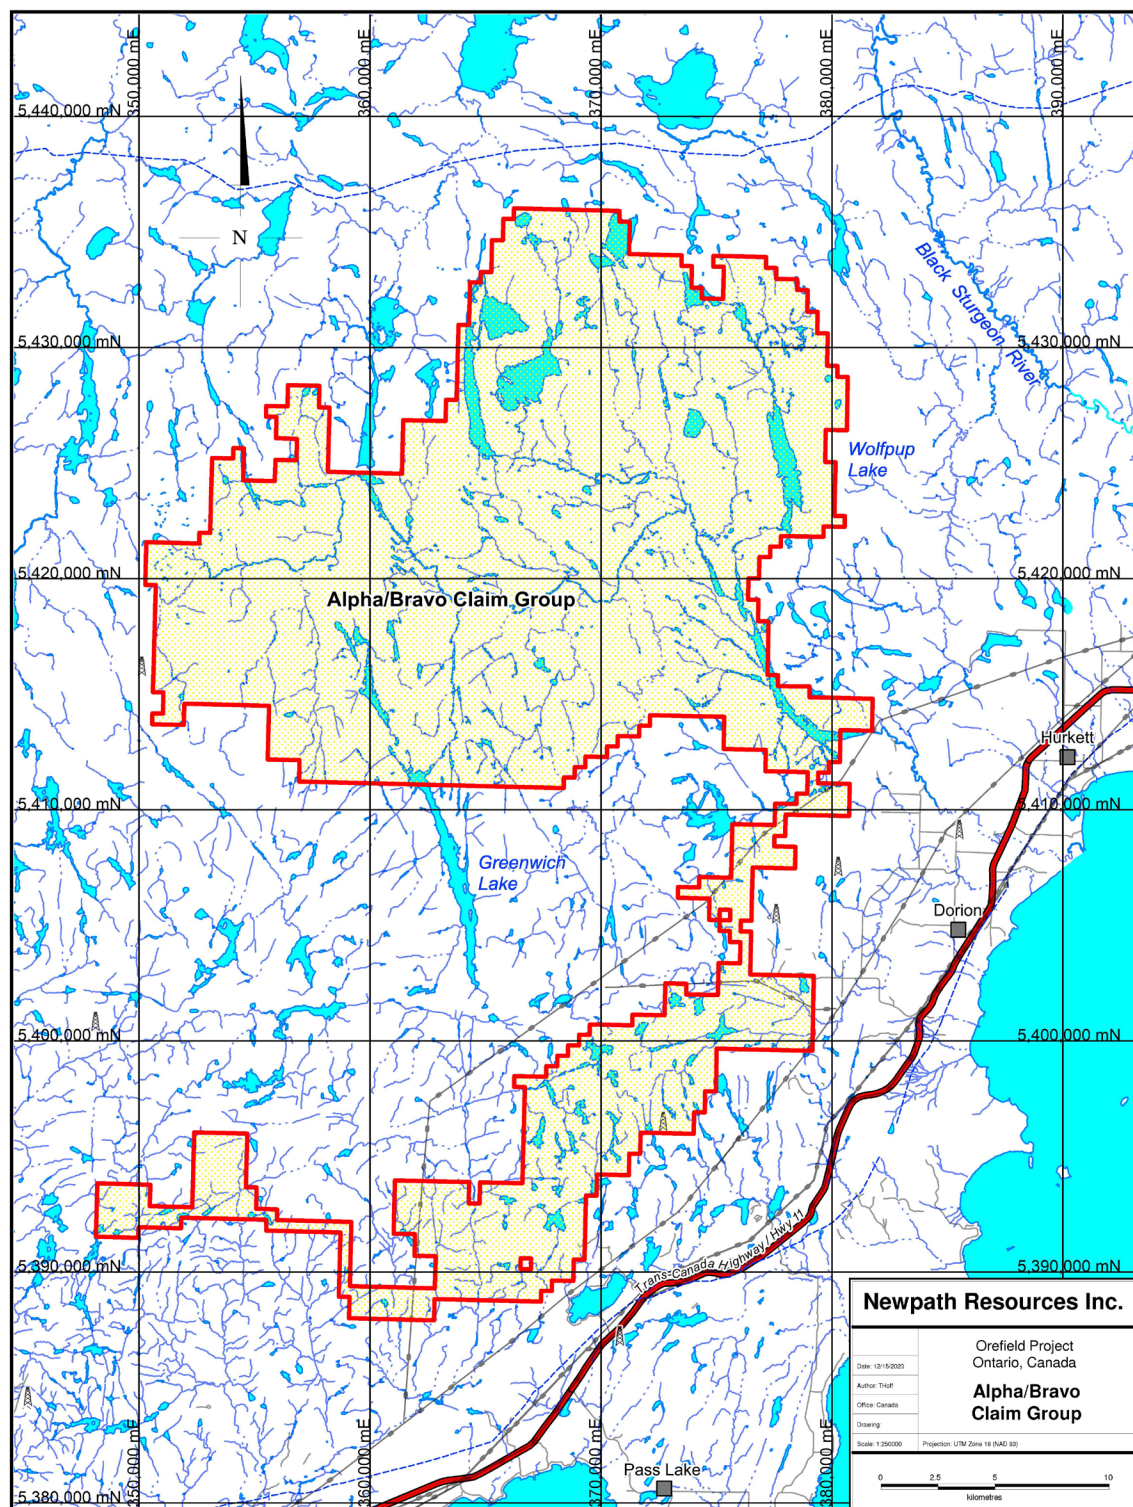 350,000 mE
360,000 mE
370,000 mE
380,000 mE
390,000 mE
5,440,000 mN
N
Black Sturgeon River
5,430,000 mN
5,430,000 mN
Wolfpup
Lake
5,420,000 mN
5,420,000 mN
Alpha/Bravo Claim Group
Hurkett
5,410,000 mN
5,410,000 mN
Greenwich
Lake
Dorion
5,400,000 mN
5,400,000 mN
Trans-Canada Highway / Hwy 11
5,390,000 mN
5,390,000 mN
Newpath Resources Inc.
Orefield Project
Ontario, Canada
Alpha/Bravo
Claim Group
Date: 12/15/2023
Author: THoff
Office: Canada
Drawing:
Scale: 1:250000
Projection: UTM Zone 16 (NAD 83)
0 2.5 5 10
kilometres
Pass Lake
5,380,000 mN
350,000 mE
360,000 mE
370,000 mE
380,000 mE